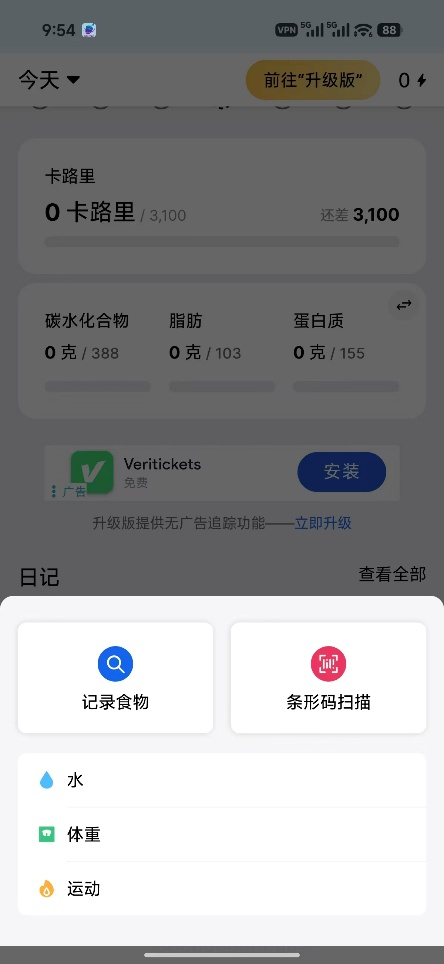 9:54 VPN 5G 5G 88
今天 前往“升级版” 0
卡路里
0 卡路里 / 3,100 还差 3,100
碳水化合物 脂肪 蛋白质
0 克 / 388 0 克 / 103 0 克 / 155
Veritickets
免费
安装
广告
升级版提供无广告追踪功能——立即升级
日记 查看全部
记录食物 条形码扫描
水
体重
运动